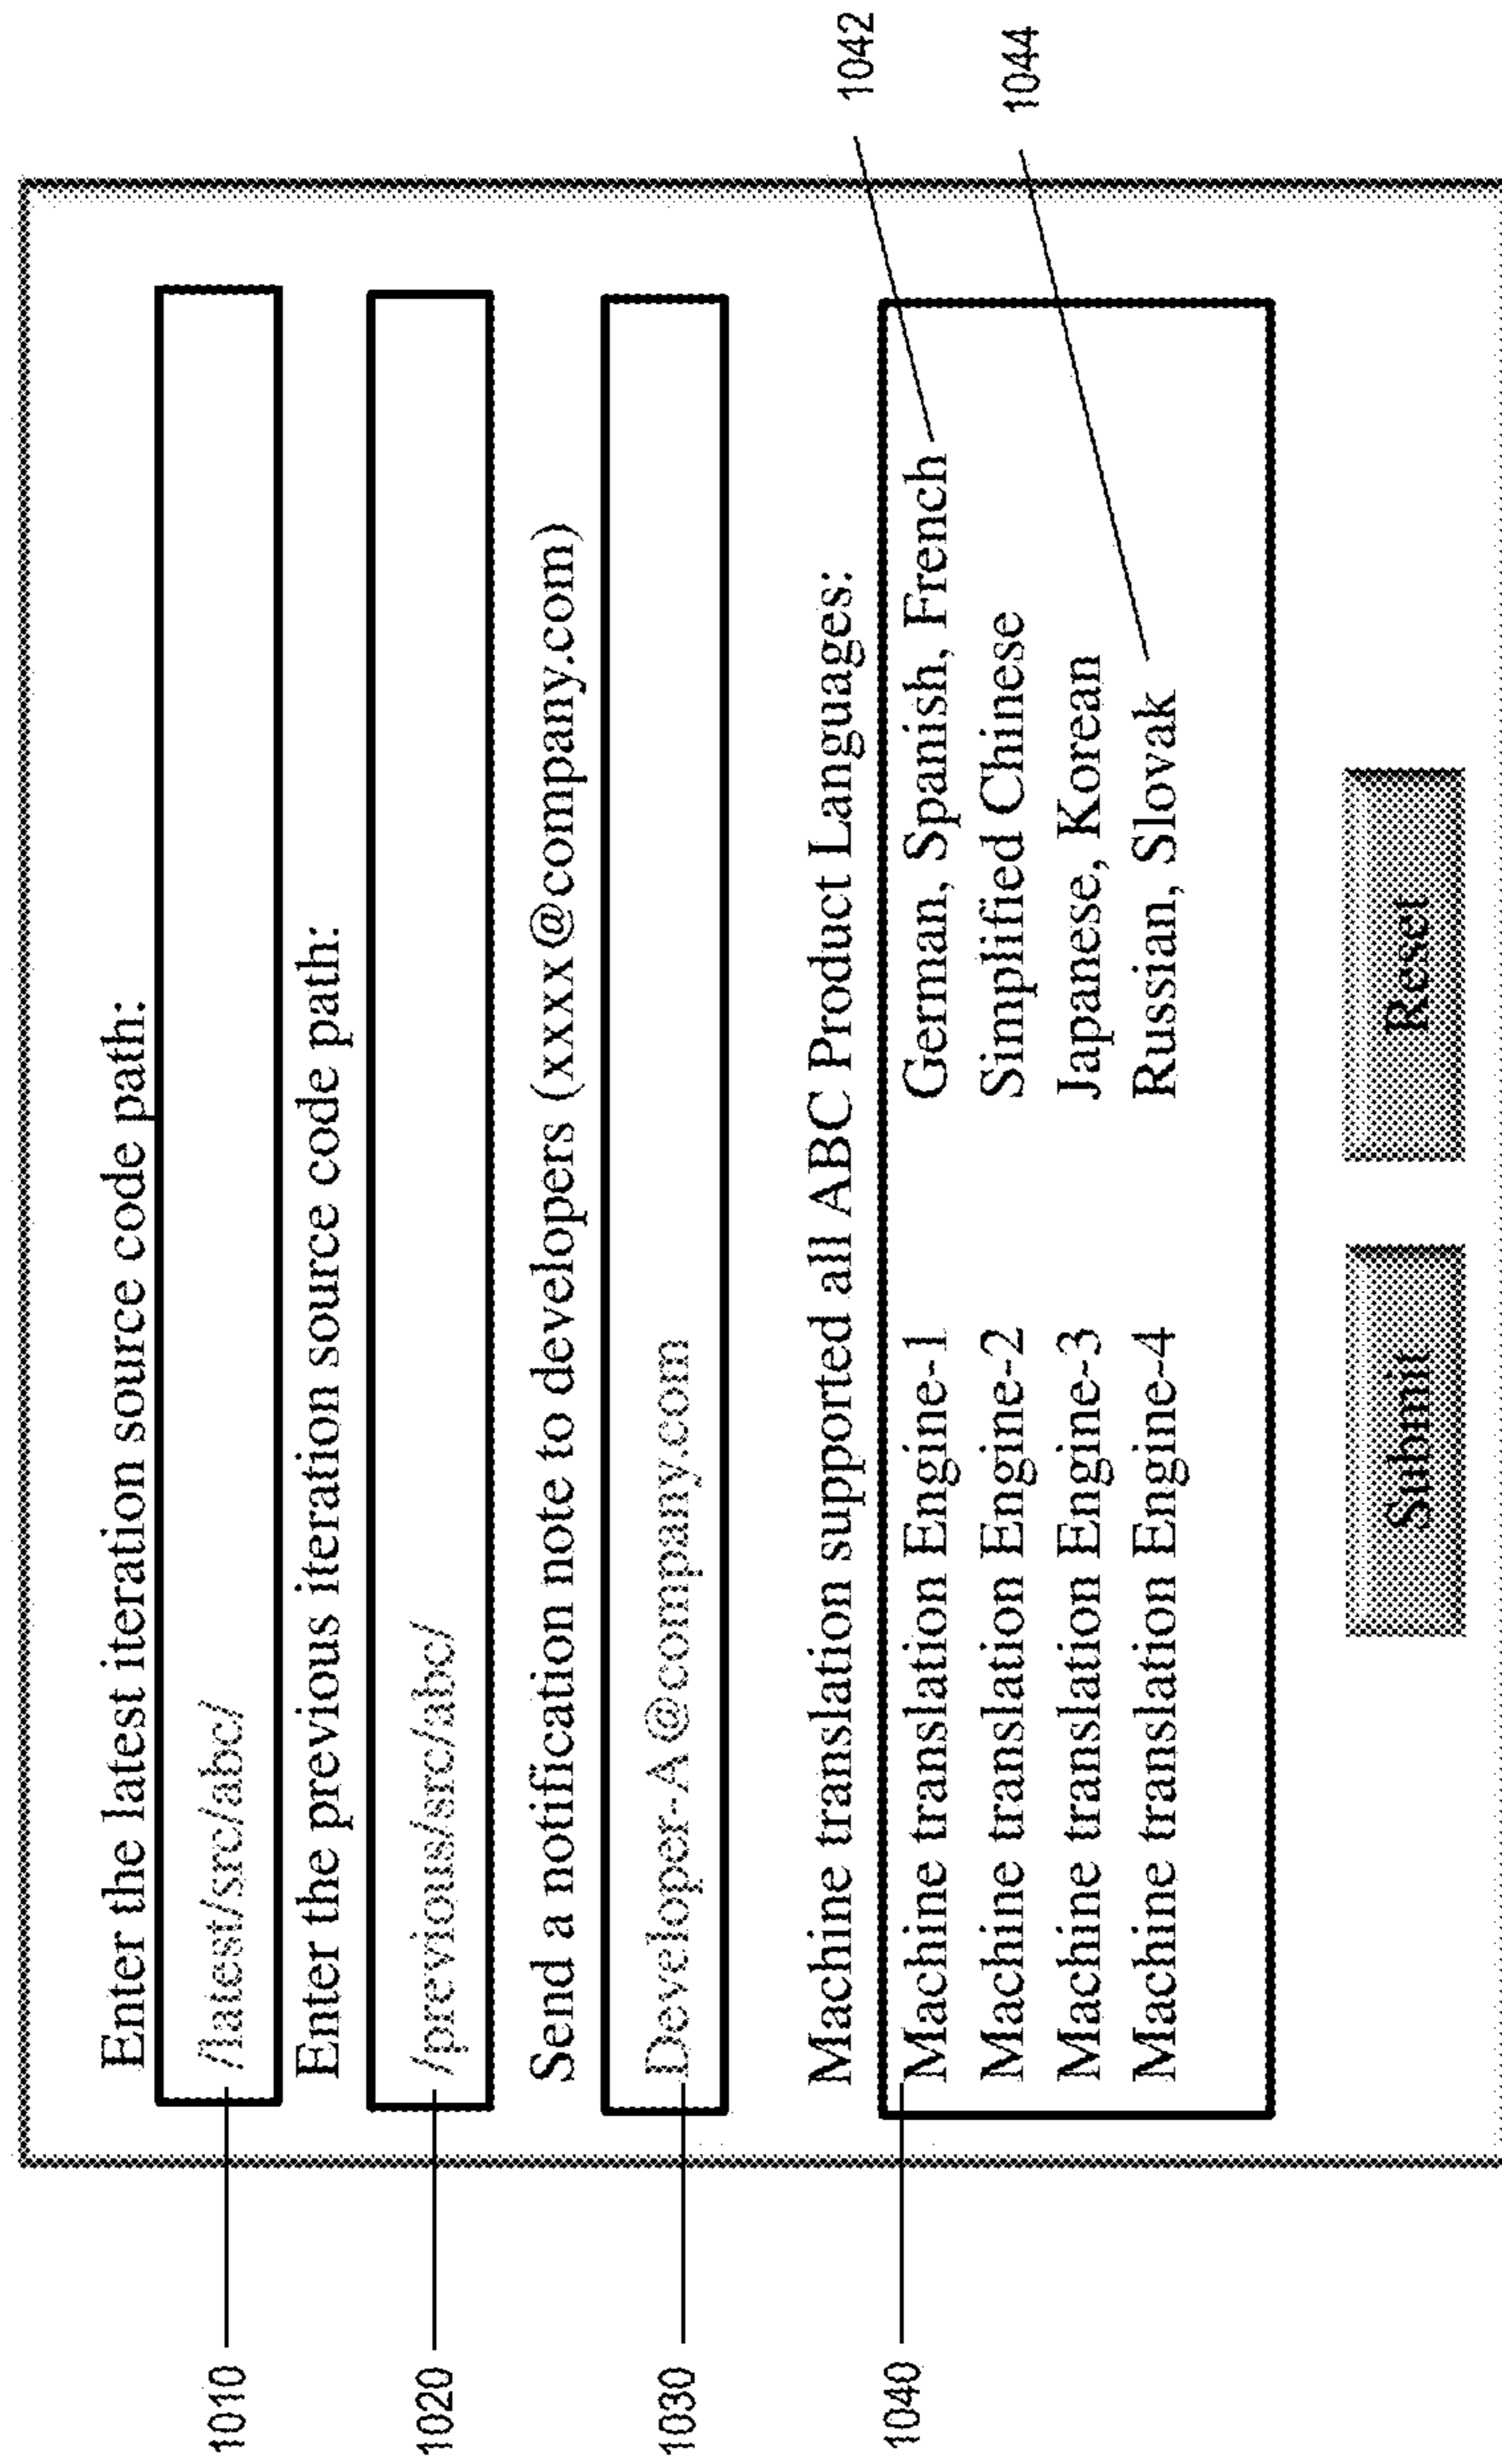 Enter the latest iteration source code path:
1010
/latest/src/abc/
Enter the previous iteration source code path:
1020
/previous/src/abc/
Send a notification note to developers (xxxx@company.com)
1030
Developer-A@company.com
Machine translation supported all ABC Product Languages:
1042
1040
Machine translation Engine-1 German, Spanish, French
Machine translation Engine-2 Simplified Chinese
1044
Machine translation Engine-3 Japanese, Korean
Machine translation Engine-4 Russian, Slovak
Submit Reset